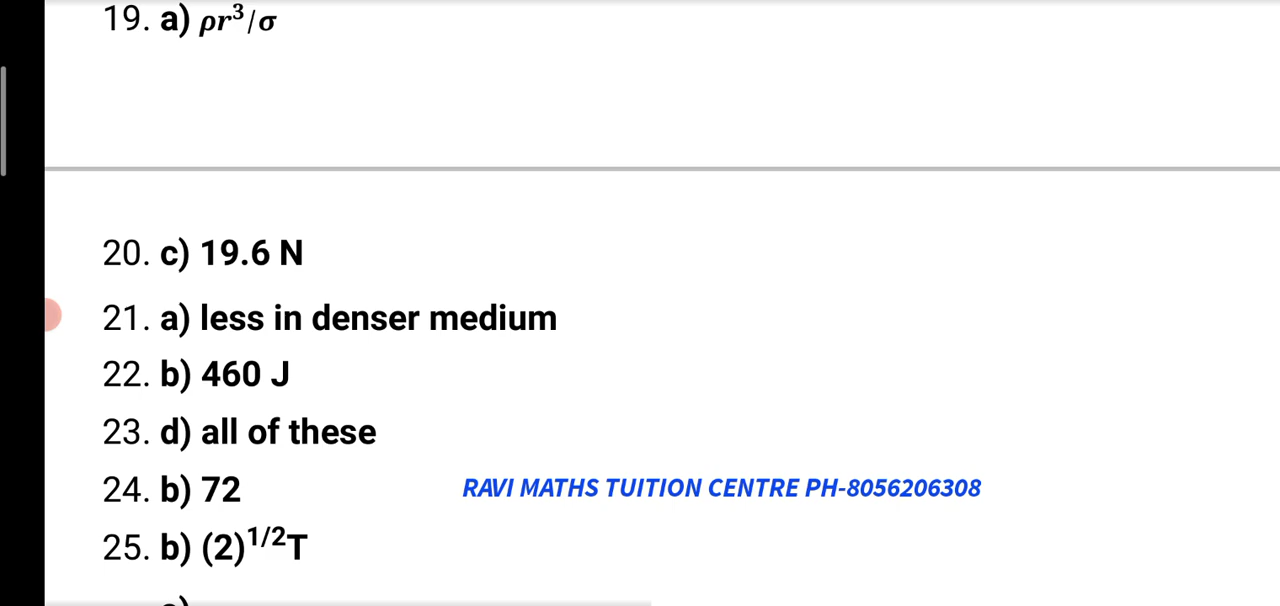 19. a) ρr³/σ
20. c) 19.6 N
21. a) less in denser medium
22. b) 460 J
23. d) all of these
24. b) 72 RAVI MATHS TUITION CENTRE PH-8056206308
25. b) (2)^1/2T